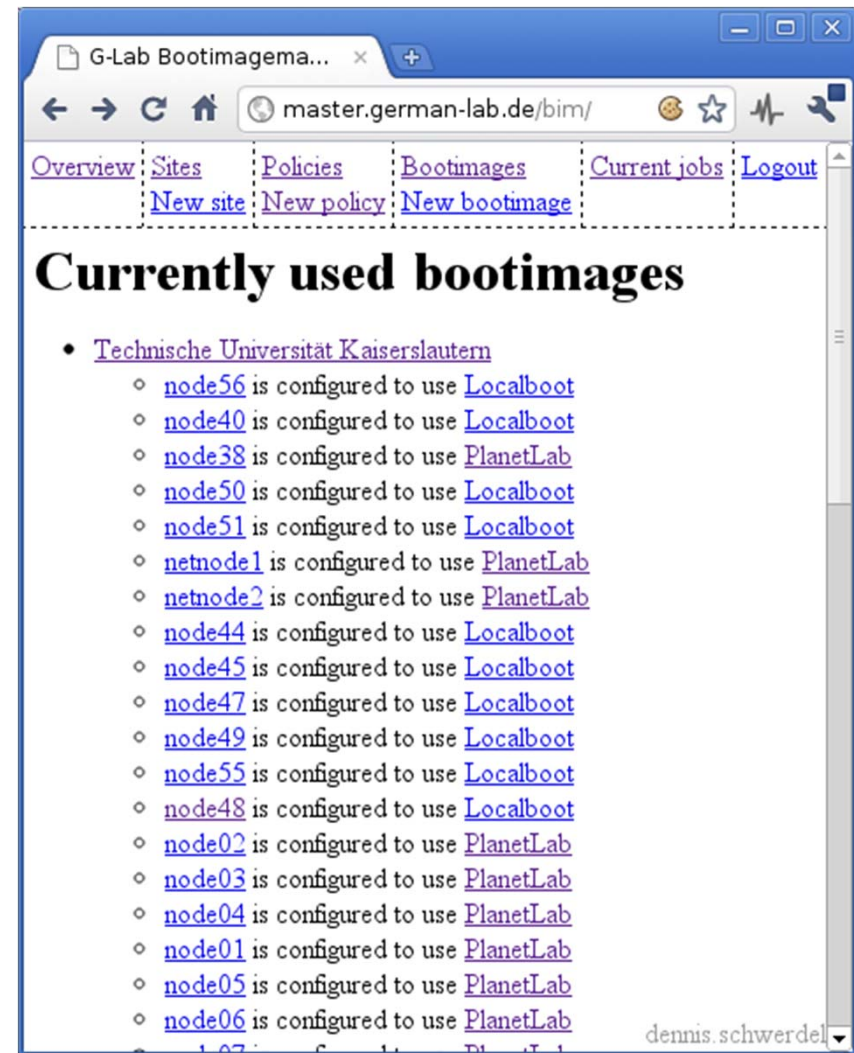 G-Lab Bootimagema...
master.german-lab.de/bim/
Overview Sites Policies Bootimages Current jobs Logout
New site New policy New bootimage
Currently used bootimages
Technische Universität Kaiserslautern
node56 is configured to use Localboot
node40 is configured to use Localboot
node38 is configured to use PlanetLab
node50 is configured to use Localboot
node51 is configured to use Localboot
netnode1 is configured to use PlanetLab
netnode2 is configured to use PlanetLab
node44 is configured to use Localboot
node45 is configured to use Localboot
node47 is configured to use Localboot
node49 is configured to use Localboot
node55 is configured to use Localboot
node48 is configured to use Localboot
node02 is configured to use PlanetLab
node03 is configured to use PlanetLab
node04 is configured to use PlanetLab
node01 is configured to use PlanetLab
node05 is configured to use PlanetLab
node06 is configured to use PlanetLab
dennis.schwerdel